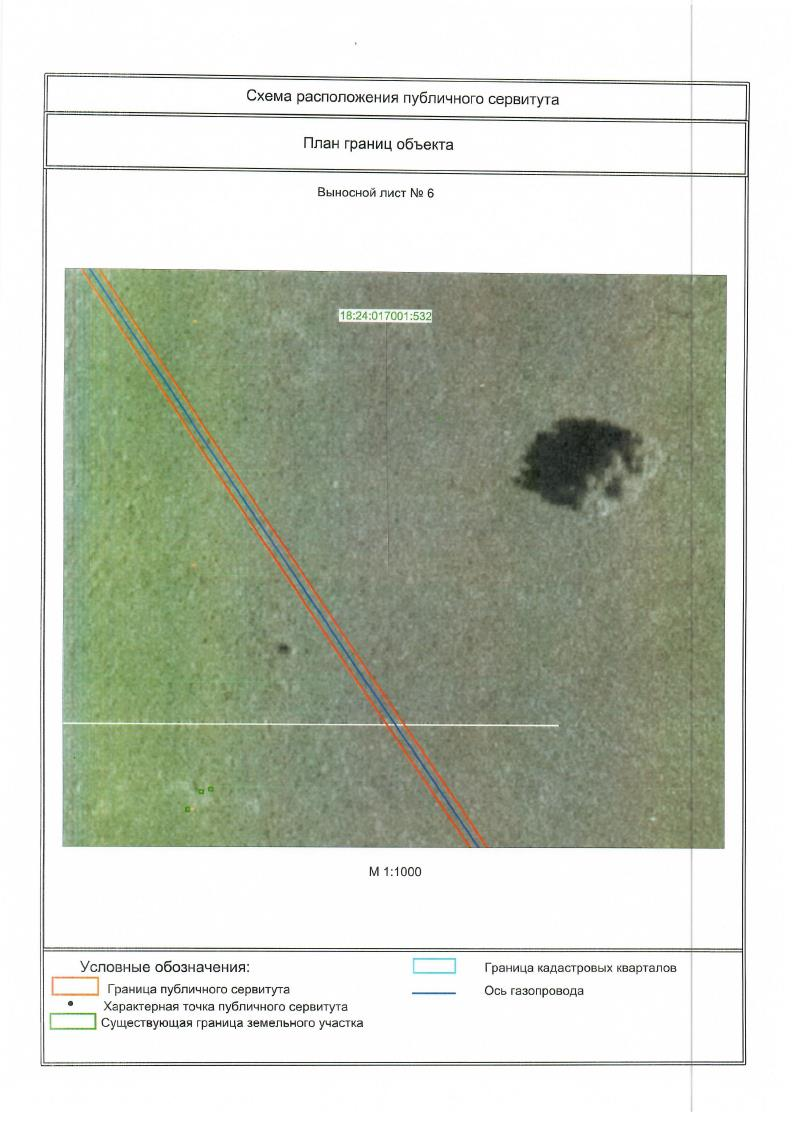 Схема расположения публичного сервитута
План границ объекта
Выносной лист № 6
18:24:017001:532
М 1:1000
Условные обозначения:
Граница публичного сервитута
Характерная точка публичного сервитута
Существующая граница земельного участка
Граница кадастровых кварталов
Ось газопровода